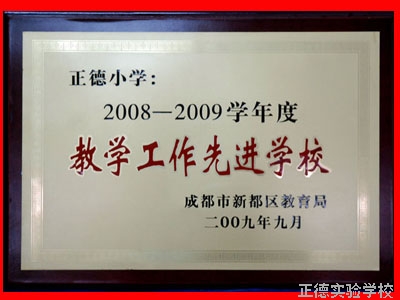 正德小学：
2008—2009学年度
教学工作先进学校
成都市新都区教育局
二00九年九月
正德实验学校